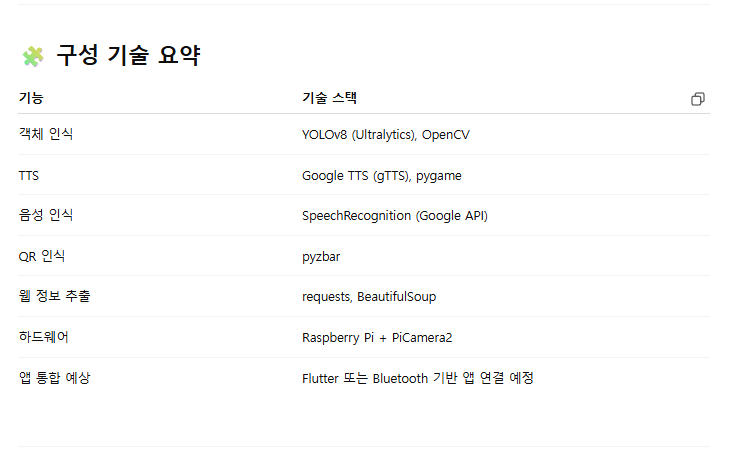 🧩 구성 기술 요약
기능 기술 스택
객체 인식 YOLOv8 (Ultralytics), OpenCV
TTS Google TTS (gTTS), pygame
음성 인식 SpeechRecognition (Google API)
QR 인식 pyzbar
웹 정보 추출 requests, BeautifulSoup
하드웨어 Raspberry Pi + PiCamera2
앱 통합 예상 Flutter 또는 Bluetooth 기반 앱 연결 예정